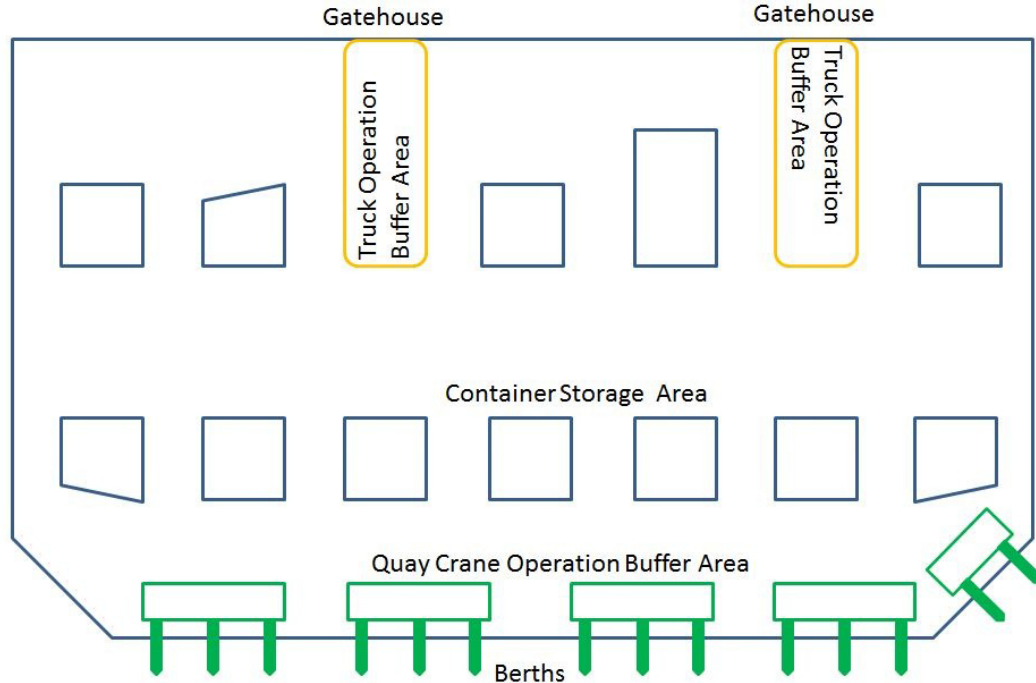 Gatehouse
Gatehouse
Truck Operation
Buffer Area
Truck Operation
Buffer Area
Container Storage Area
Quay Crane Operation Buffer Area
Berths